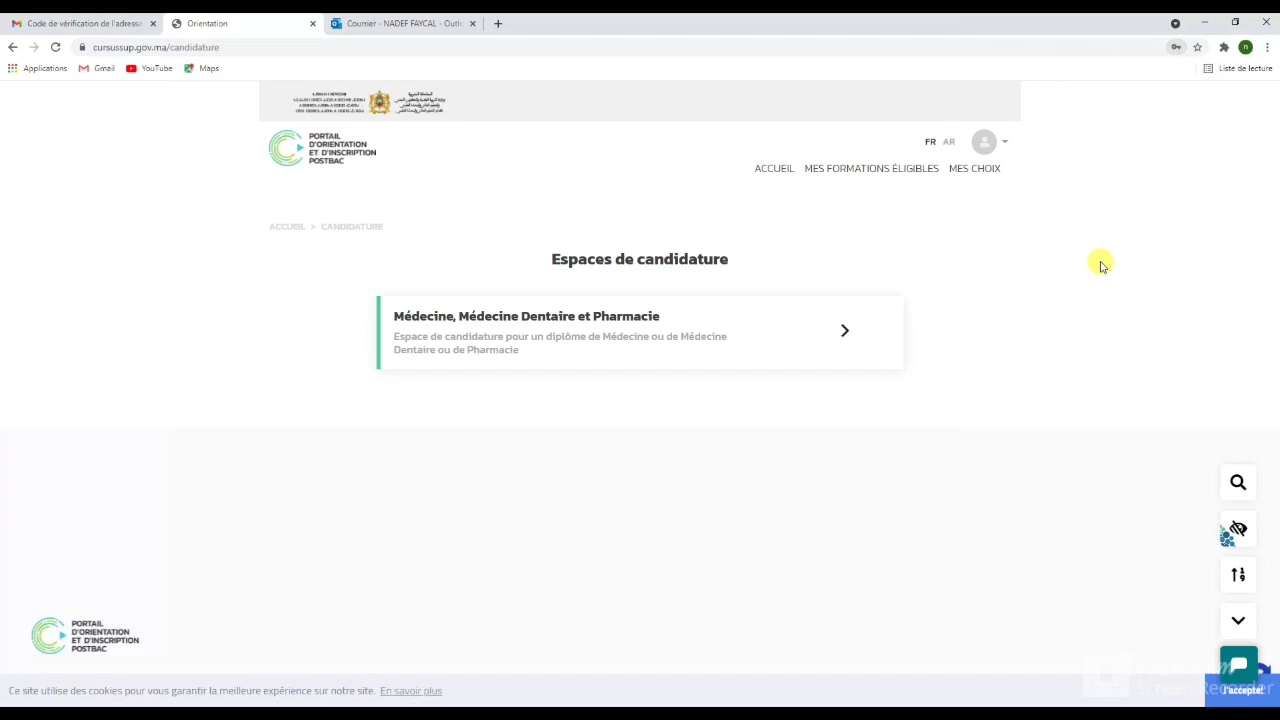 Code de vérification de l'adresse
Orientation
Courrier - NADEF FAYCAL - Outlo
cursussup.gov.ma/candidature
n
Applications
Gmail
YouTube
Maps
Liste de lecture
PORTAIL
D'ORIENTATION
ET D'INSCRIPTION
POSTBAC
FR AR
ACCUEIL MES FORMATIONS ÉLIGIBLES MES CHOIX
ACCUEIL > CANDIDATURE
Espaces de candidature
Médecine, Médecine Dentaire et Pharmacie
Espace de candidature pour un diplôme de Médecine ou de Médecine
Dentaire ou de Pharmacie
PORTAIL
D'ORIENTATION
ET D'INSCRIPTION
POSTBAC
Ce site utilise des cookies pour vous garantir la meilleure expérience sur notre site. En savoir plus
J'accepte!
Screen Recorder